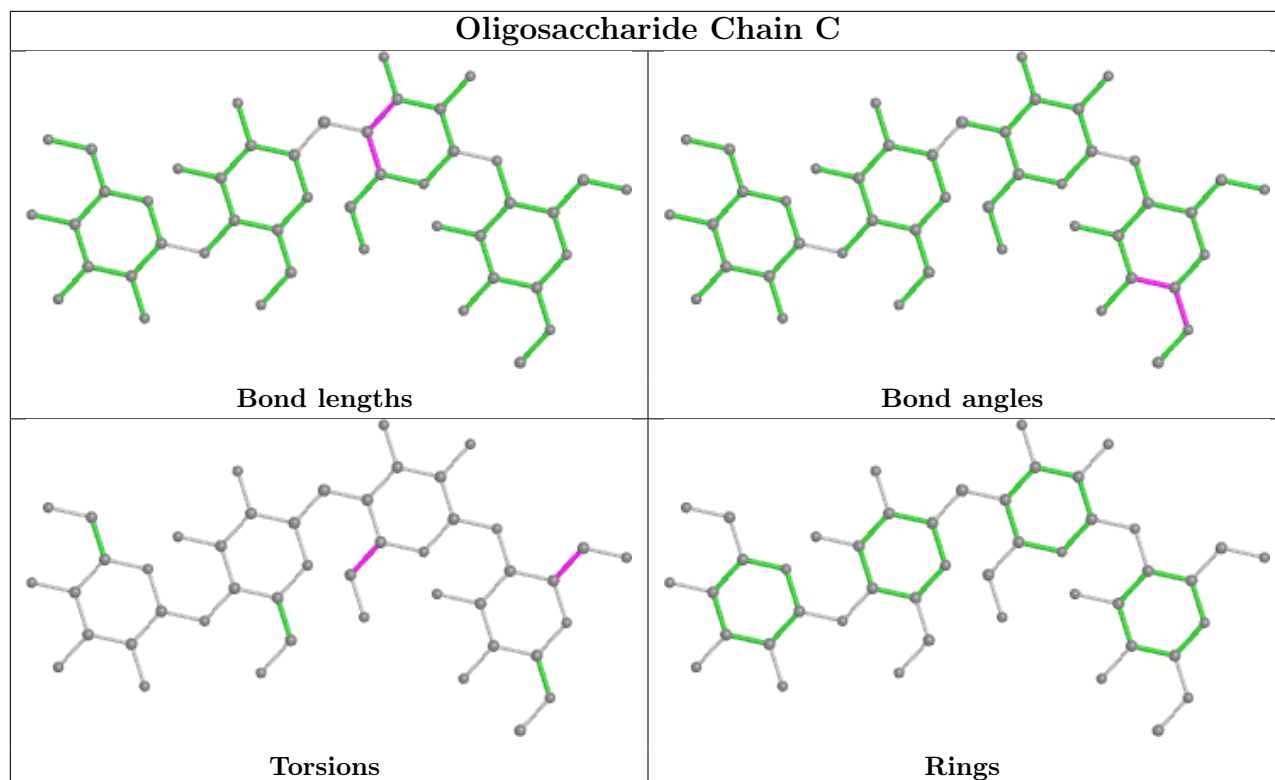 Oligosaccharide Chain C
Bond lengths
Bond angles
Torsions
Rings